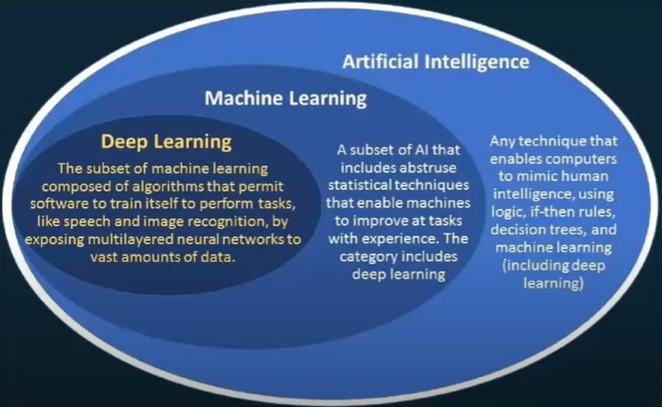 Artificial Intelligence
Machine Learning
Deep Learning
The subset of machine learning
composed of algorithms that permit
software to train itself to perform tasks,
like speech and image recognition, by
exposing multilayered neural networks to
vast amounts of data.
A subset of AI that
includes abstruse
statistical techniques
that enable machines
to improve at tasks
with experience. The
category includes
deep learning
Any technique that
enables computers
to mimic human
intelligence, using
logic, if-then rules,
decision trees, and
machine learning
(including deep
learning)